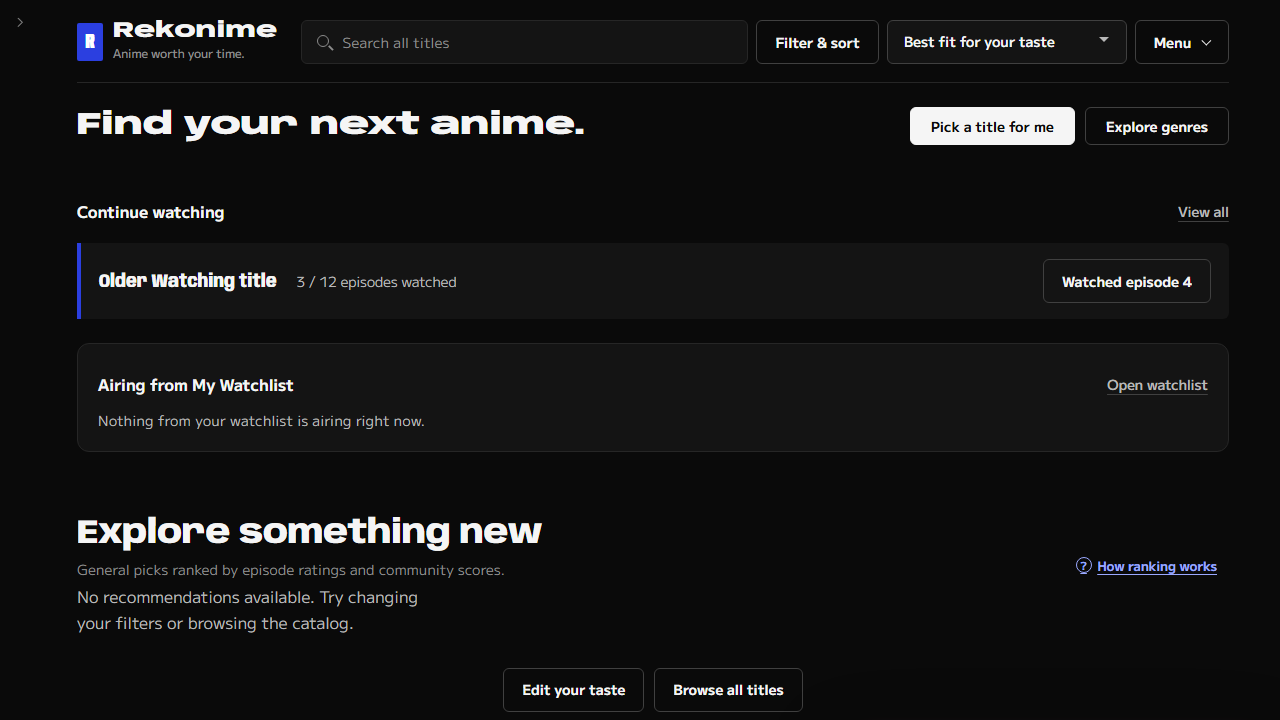 R
Rekonime
Anime worth your time.
Search all titles
Filter & sort
Best fit for your taste
Menu
Find your next anime.
Pick a title for me
Explore genres
Continue watching
View all
Older Watching title
3 / 12 episodes watched
Watched episode 4
Airing from My Watchlist
Open watchlist
Nothing from your watchlist is airing right now.
Explore something new
General picks ranked by episode ratings and community scores.
? How ranking works
No recommendations available. Try changing
your filters or browsing the catalog.
Edit your taste
Browse all titles